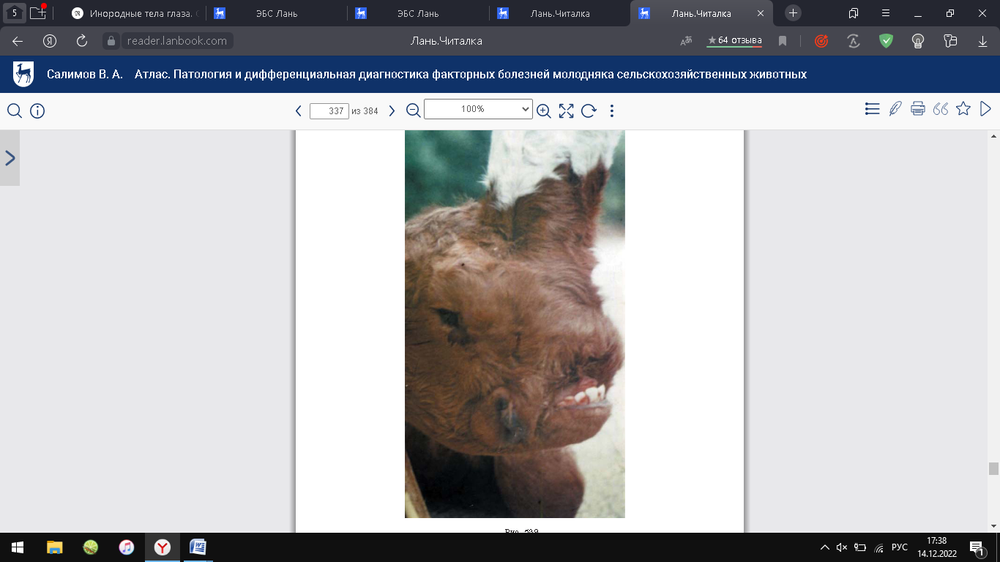 5
Инородные тела глаза. (
ЭБС Лань
ЭБС Лань
Лань.Читалка
Лань.Читалка
Я
reader.lanbook.com
Лань.Читалка
★ 64 отзыва
Салимов В. А. Атлас. Патология и дифференциальная диагностика факторных болезней молодняка сельскохозяйственных животных
337 из 384
100%
РУС
17:38
14.12.2022
1